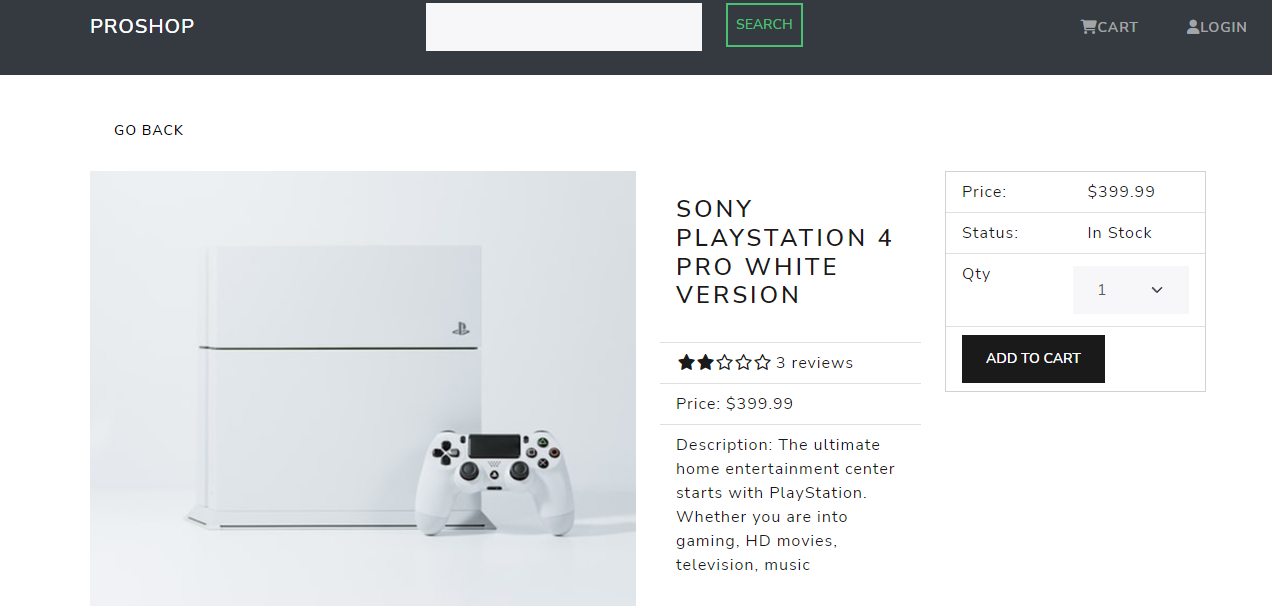 PROSHOP
SEARCH
CART
LOGIN
GO BACK
SONY
PLAYSTATION 4
PRO WHITE
VERSION
3 reviews
Price: $399.99
Description: The ultimate
home entertainment center
starts with PlayStation.
Whether you are into
gaming, HD movies,
television, music
Price: $399.99
Status: In Stock
Qty 1
ADD TO CART